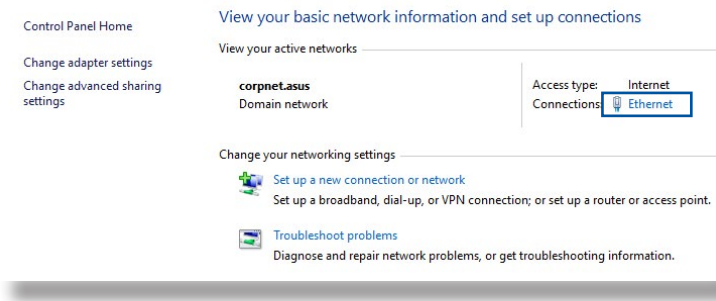 Control Panel Home
Change adapter settings
Change advanced sharing
settings
View your basic network information and set up connections
View your active networks
corpnet.asus
Domain network
Access type: Internet
Connections: Ethernet
Change your networking settings
Set up a new connection or network
Set up a broadband, dial-up, or VPN connection; or set up a router or access point.
Troubleshoot problems
Diagnose and repair network problems, or get troubleshooting information.